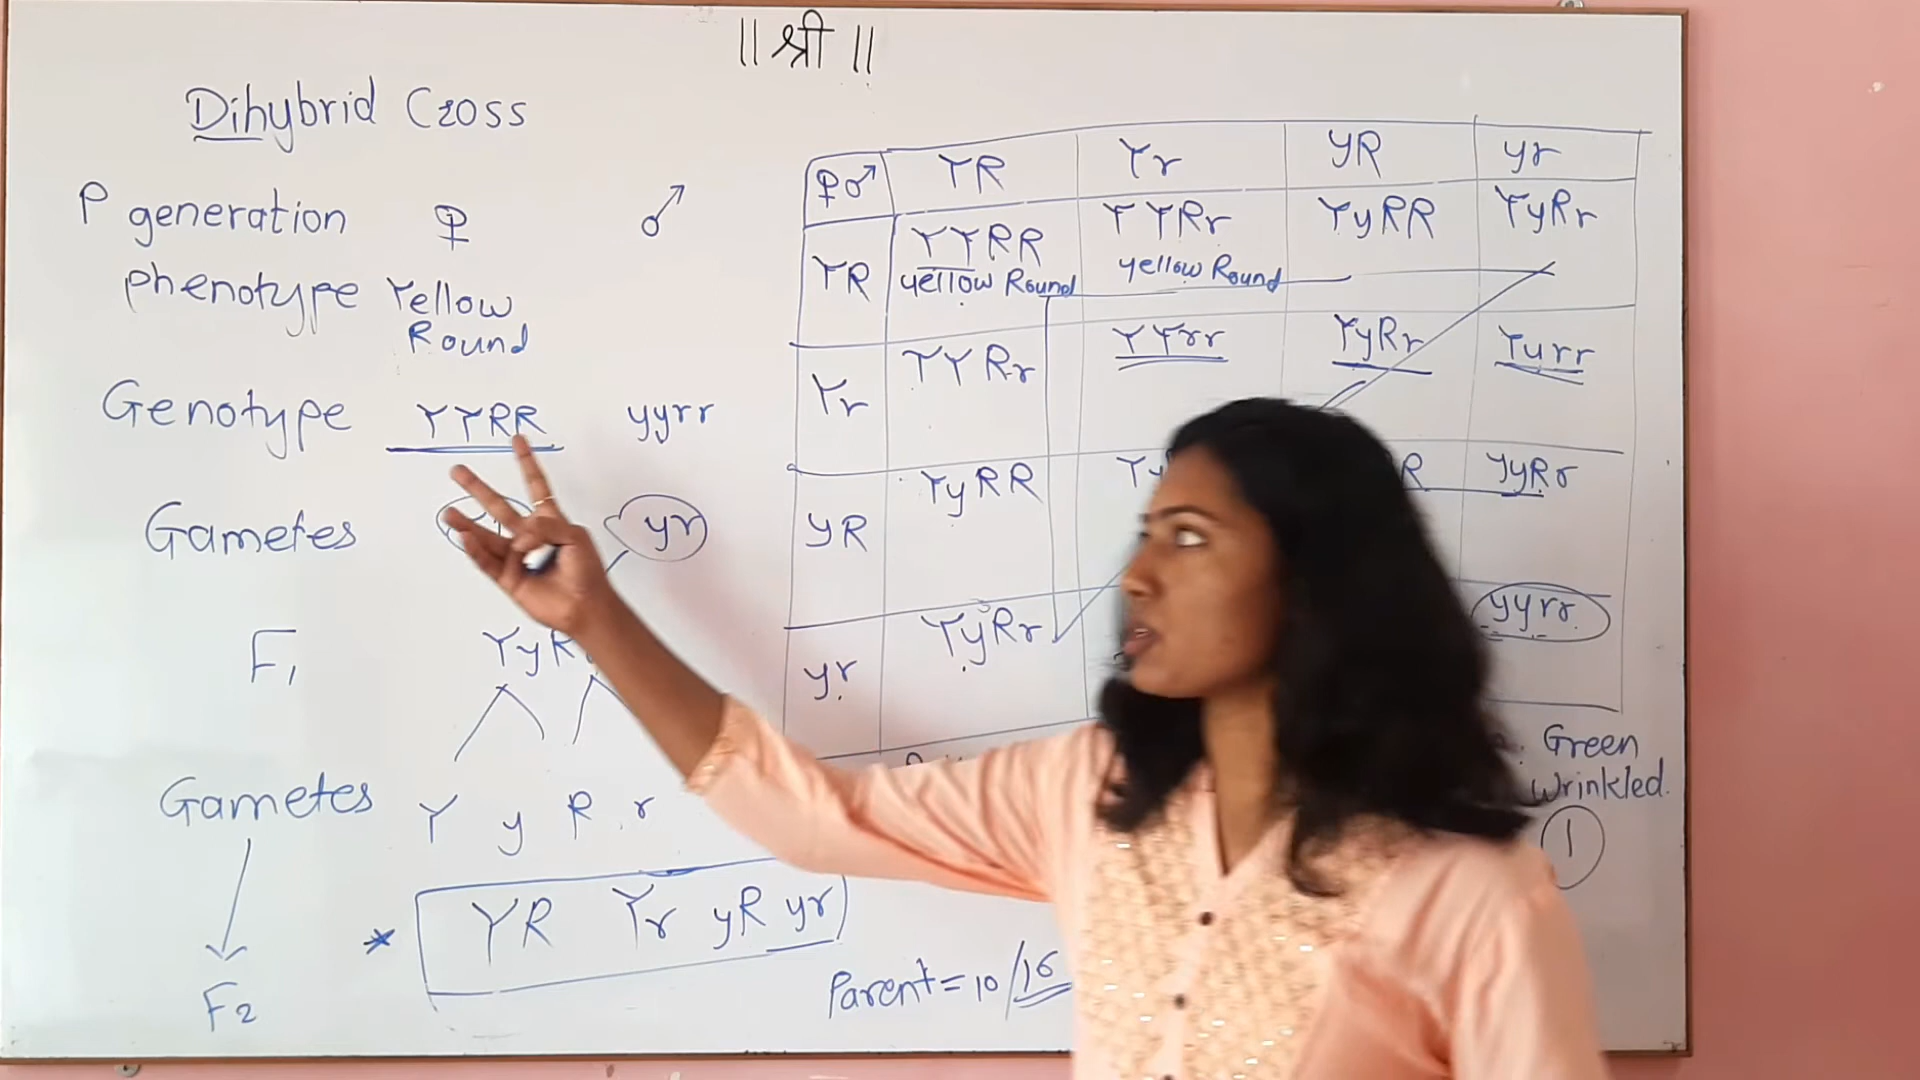 || श्री ||
Dihybrid Cross
P generation ♀ ♂
phenotype Yellow
Round
Genotype YYRR yyrr
Gametes yr
F1
Gametes Y y R r
YR Yr yR yr
F2
♀♂ YR Yr yR yr
YR YYRR YYRr YyRR YyRr
yellow Round yellow Round
Yr YYRr YYrr YyRr Yyrr
yR YyRR yyRr
yr YyRr yyrr
Green
Wrinkled.
1
Parent = 10/16